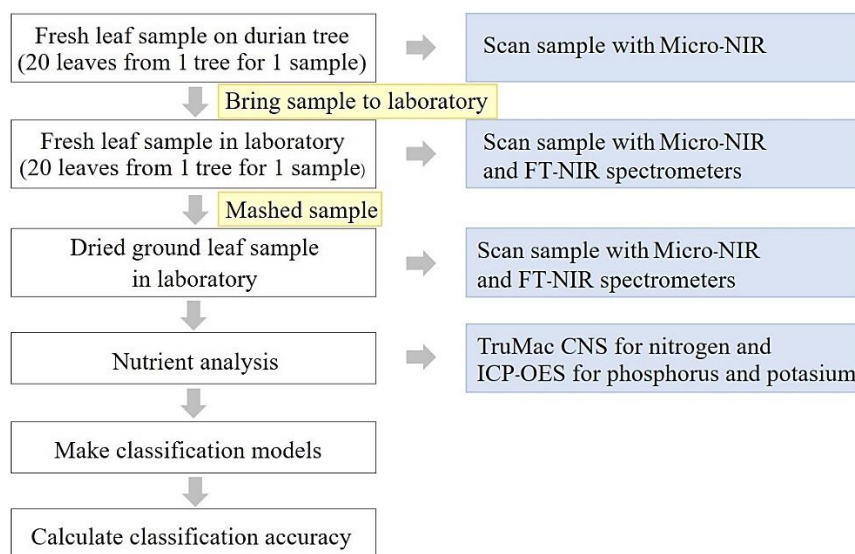 Fresh leaf sample on durian tree
(20 leaves from 1 tree for 1 sample)
Scan sample with Micro-NIR
Bring sample to laboratory
Fresh leaf sample in laboratory
(20 leaves from 1 tree for 1 sample)
Scan sample with Micro-NIR
and FT-NIR spectrometers
Mashed sample
Dried ground leaf sample
in laboratory
Scan sample with Micro-NIR
and FT-NIR spectrometers
Nutrient analysis
TruMac CNS for nitrogen and
ICP-OES for phosphorus and potasium
Make classification models
Calculate classification accuracy